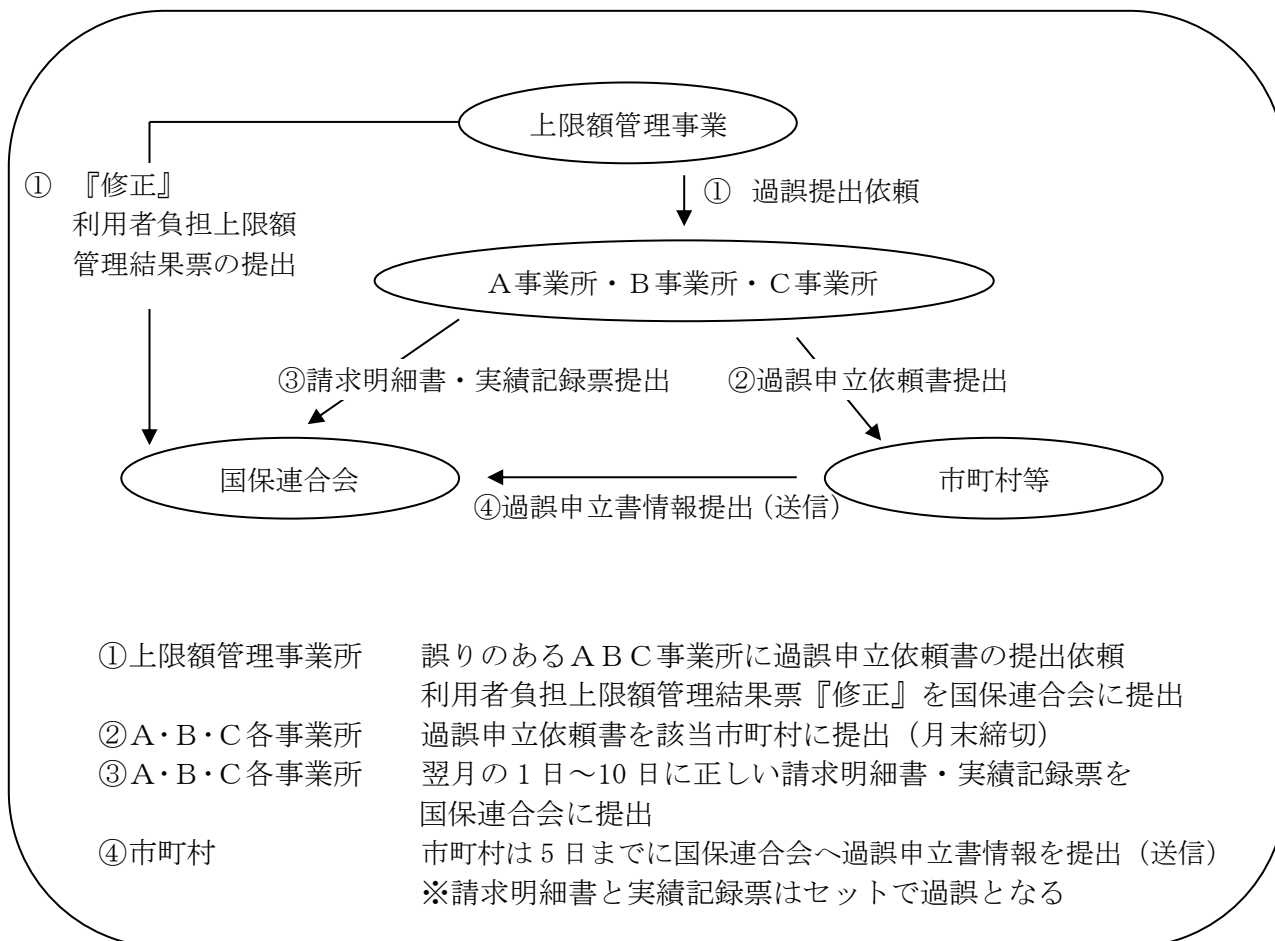 上限額管理事業
① 『修正』
利用者負担上限額
管理結果票の提出
① 過誤提出依頼
A事業所・B事業所・C事業所
③請求明細書・実績記録票提出
②過誤申立依頼書提出
国保連合会
市町村等
④過誤申立書情報提出(送信)
①上限額管理事業所 誤りのあるABC事業所に過誤申立依頼書の提出依頼
利用者負担上限額管理結果票『修正』を国保連合会に提出
②A・B・C各事業所 過誤申立依頼書を該当市町村に提出(月末締切)
③A・B・C各事業所 翌月の1日～10日に正しい請求明細書・実績記録票を
国保連合会に提出
④市町村 市町村は5日までに国保連合会へ過誤申立書情報を提出(送信)
※請求明細書と実績記録票はセットで過誤となる